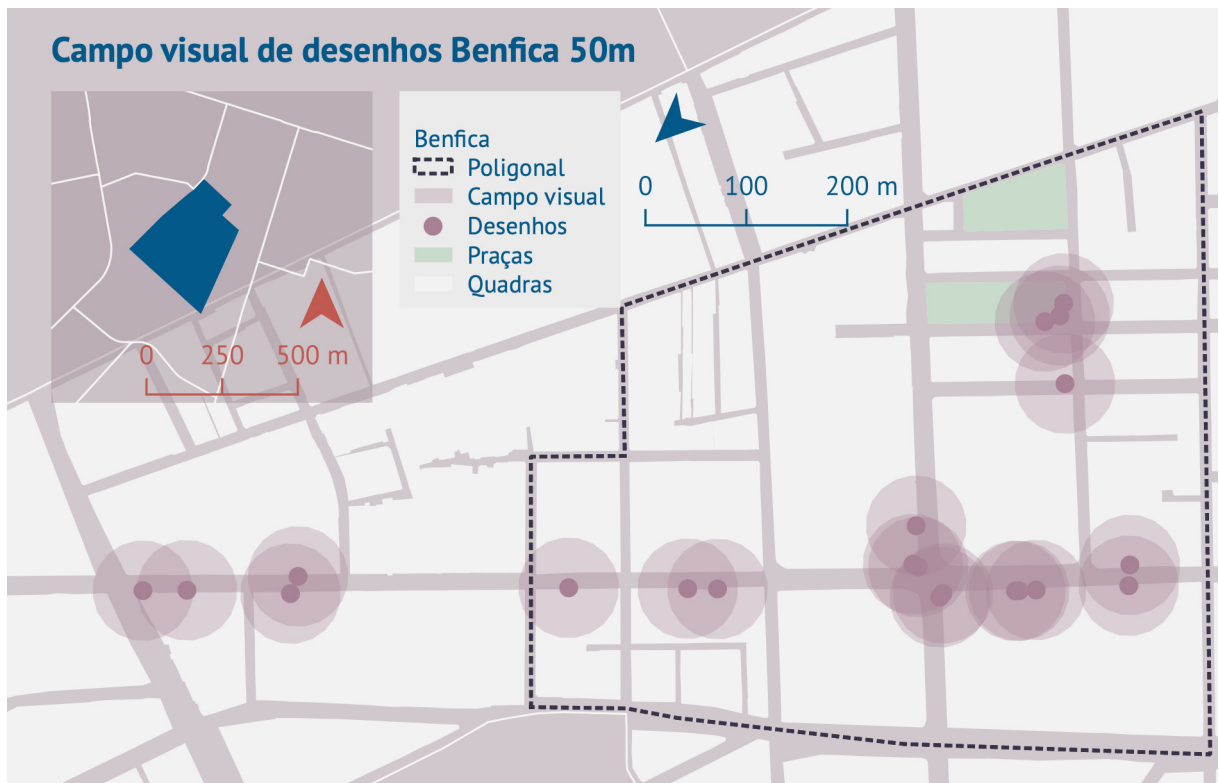 Campo visual de desenhos Benfica 50m
Benfica
Poligonal
Campo visual
Desenhos
Praças
Quadras
0 100 200 m
0 250 500 m